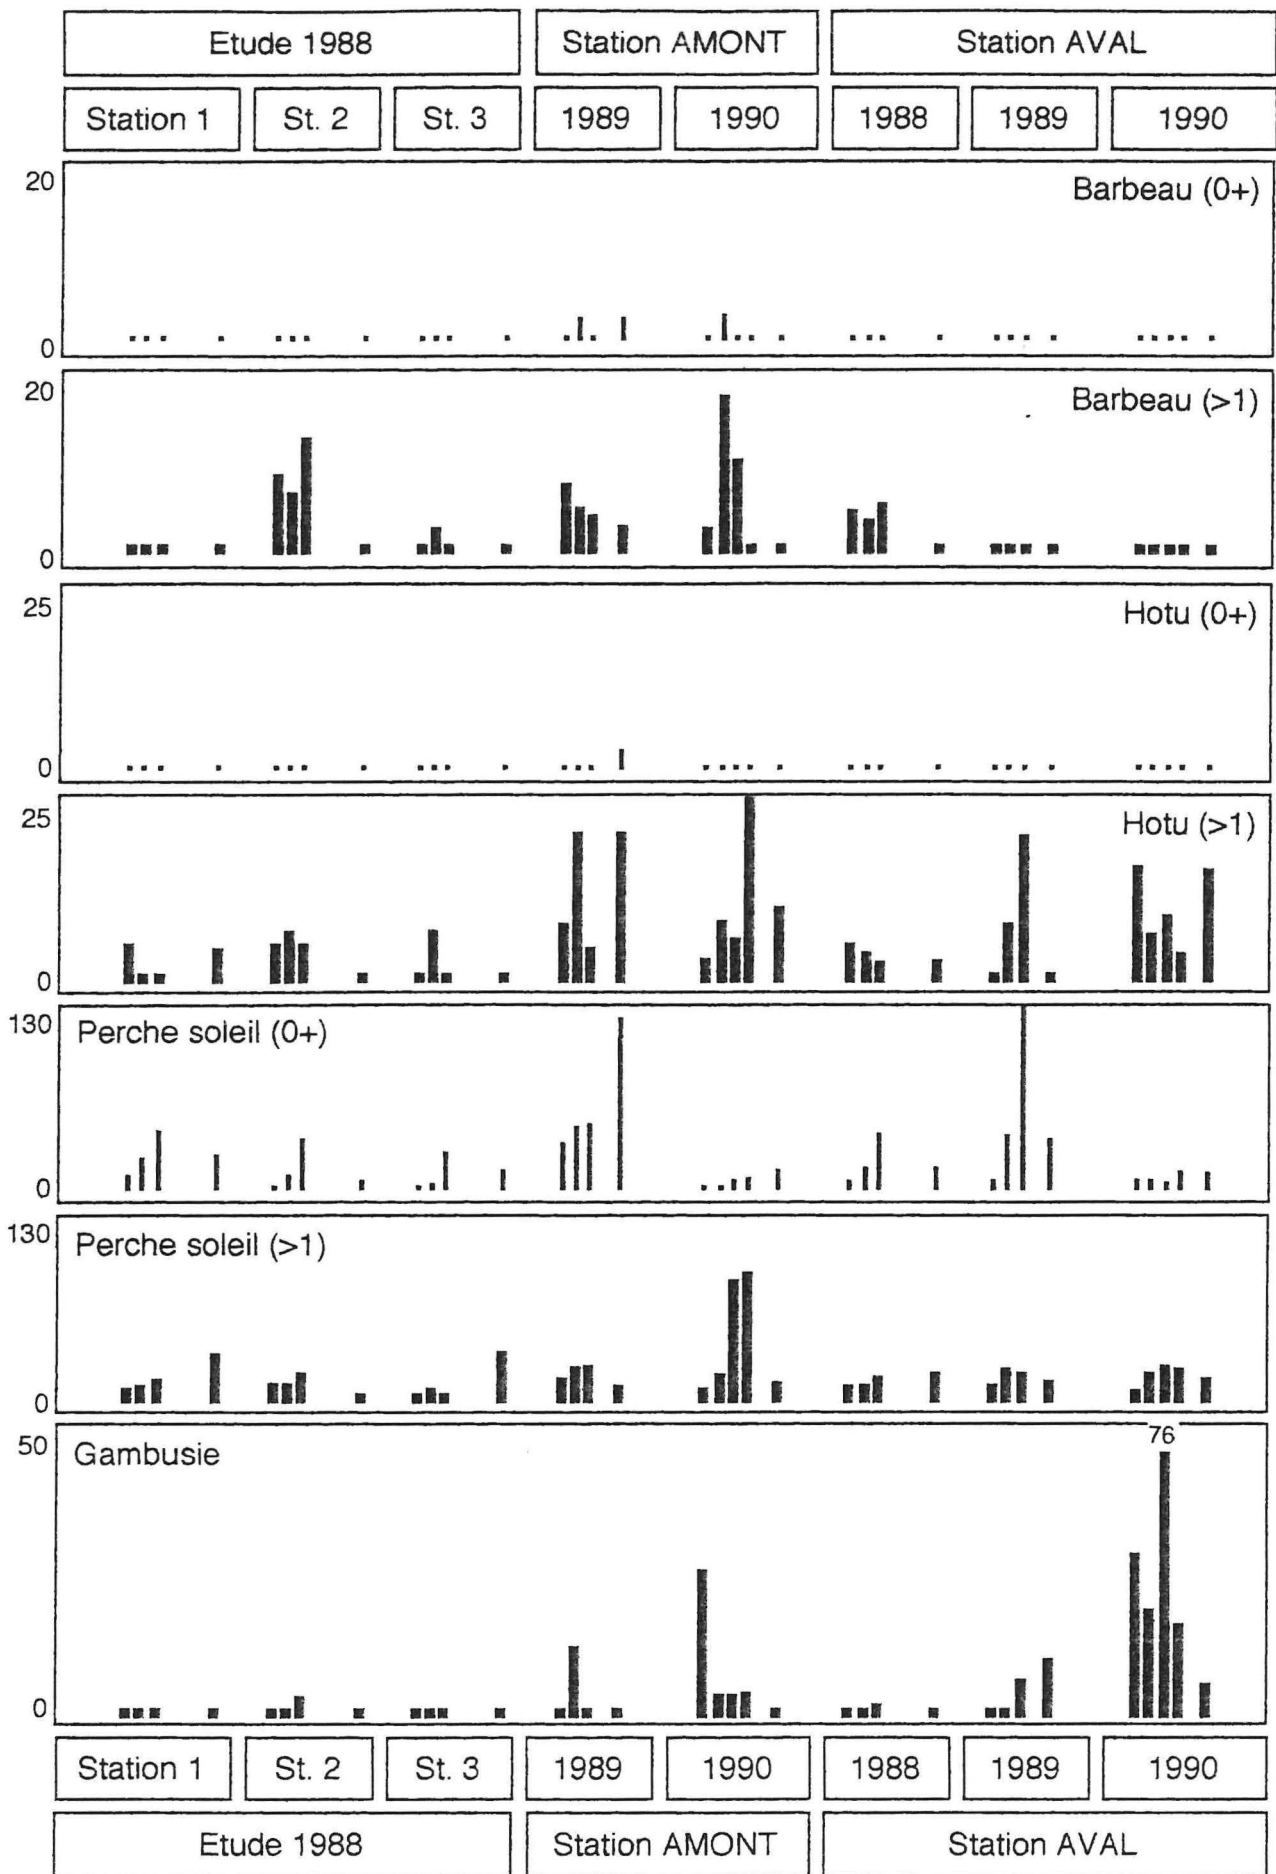 Etude 1988 Station AMONT Station AVAL
Station 1 St. 2 St. 3 1989 1990 1988 1989 1990
20
Barbeau (0+)
0
20
Barbeau (>1)
0
25
Hotu (0+)
0
25
Hotu (>1)
0
130
Perche soleil (0+)
0
130
Perche soleil (>1)
0
76
50
Gambusie
0
Station 1 St. 2 St. 3 1989 1990 1988 1989 1990
Etude 1988 Station AMONT Station AVAL